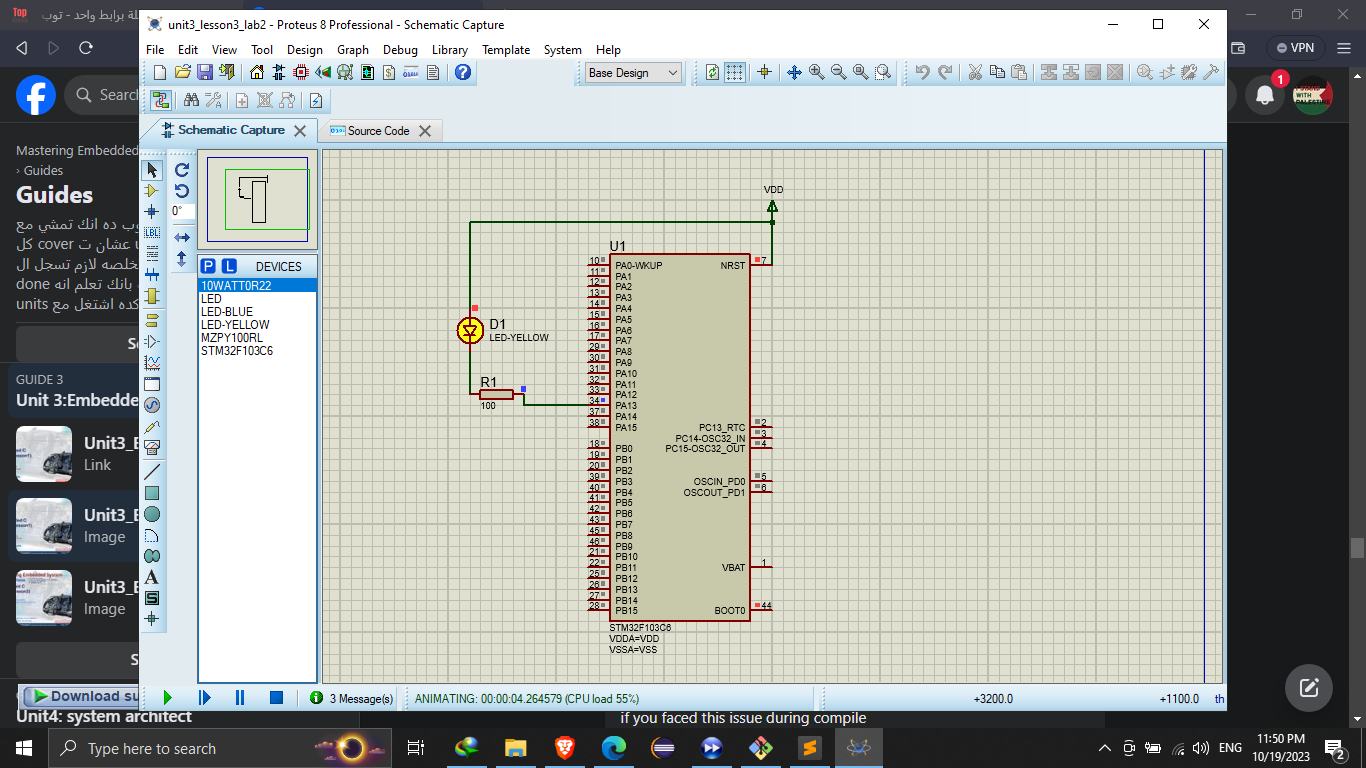 Top
لة برابط واحد - توب
unit3_lesson3_lab2 - Proteus 8 Professional - Schematic Capture
File Edit View Tool Design Graph Debug Library Template System Help
VPN
Base Design
1
Search
Schematic Capture
Source Code
Mastering Embedded
› Guides
Guides
وب ده انك تمشي مع
كل cover عشان ت
خلصه لازم تسجل ال
done بانك تعلم انه
units كده اشتغل مع
0°
P L DEVICES
10WATT0R22
LED
LED-BLUE
LED-YELLOW
MZPY100RL
STM32F103C6
LBL
A
S
GUIDE 3
Unit 3:Embedde
Unit3_E
Link
Unit3_E
Image
Unit3_E
Image
S
Download
Unit4: system architect
VDD
U1
10 PA0-WKUP NRST 7
11 PA1
12 PA2
13 PA3
14 PA4
15 PA5
16 PA6
17 PA7
29 PA8
30 PA9
31 PA10
32 PA11
33 PA12
34 PA13
37 PA14
38 PA15
D1
LED-YELLOW
R1
100
PC13_RTC 2
PC14-OSC32_IN 3
PC15-OSC32_OUT 4
18 PB0
19 PB1
20 PB2
39 PB3
40 PB4
41 PB5
42 PB6
43 PB7
45 PB8
46 PB9
21 PB10
22 PB11
25 PB12
26 PB13
27 PB14
28 PB15
OSCIN_PD0 5
OSCOUT_PD1 6
VBAT 1
BOOT0 44
STM32F103C6
VDDA=VDD
VSSA=VSS
3 Message(s) ANIMATING: 00:00:04.264579 (CPU load 55%) +3200.0 +1100.0 th
if you faced this issue during compile
Type here to search
ENG
11:50 PM
10/19/2023
2